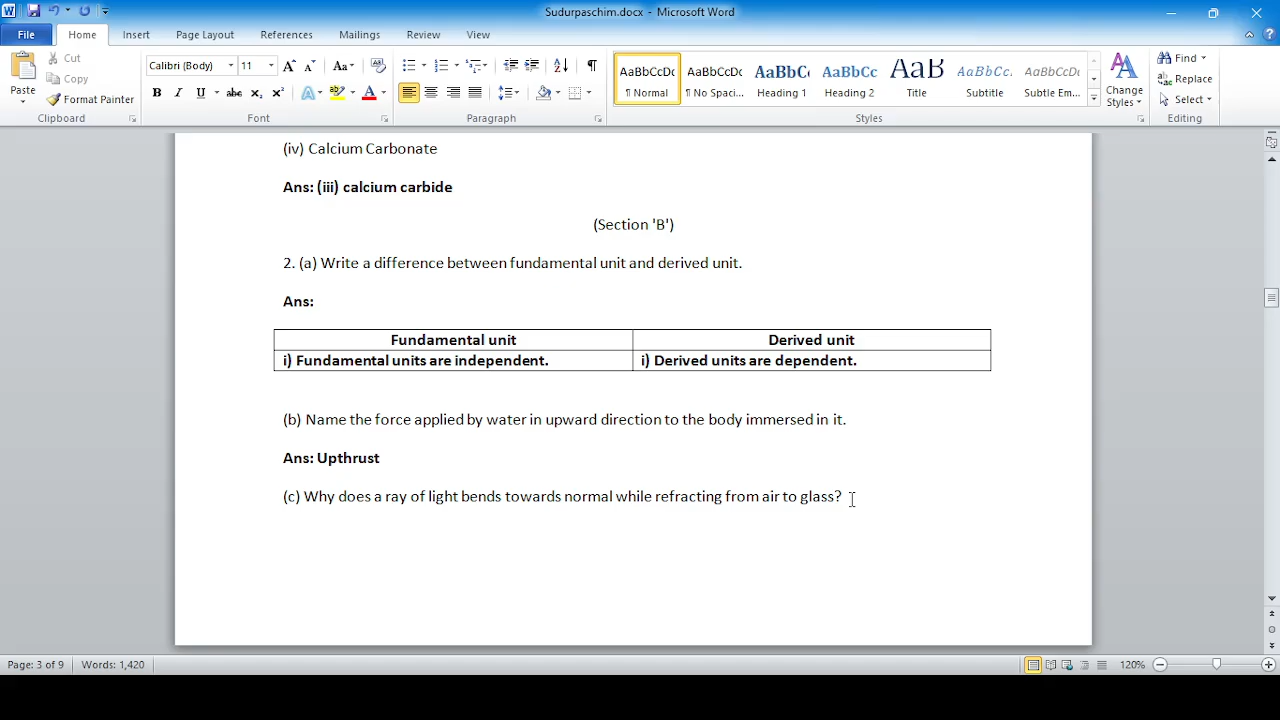 Sudurpaschim.docx - Microsoft Word
File Home Insert Page Layout References Mailings Review View
Paste Cut Copy Format Painter Clipboard
Calibri (Body) 11 Font
Paragraph
AaBbCcDc ¶ Normal
AaBbCcDc ¶ No Spaci...
AaBbC Heading 1
AaBbCc Heading 2
AaB Title
AaBbCc. Subtitle
AaBbCcDc Subtle Em...
Change Styles Styles
Find Replace Select Editing
(iv) Calcium Carbonate
Ans: (iii) calcium carbide
(Section 'B')
2. (a) Write a difference between fundamental unit and derived unit.
Ans:
Fundamental unit Derived unit
i) Fundamental units are independent. i) Derived units are dependent.
(b) Name the force applied by water in upward direction to the body immersed in it.
Ans: Upthrust
(c) Why does a ray of light bends towards normal while refracting from air to glass?
Page: 3 of 9 Words: 1,420 120%